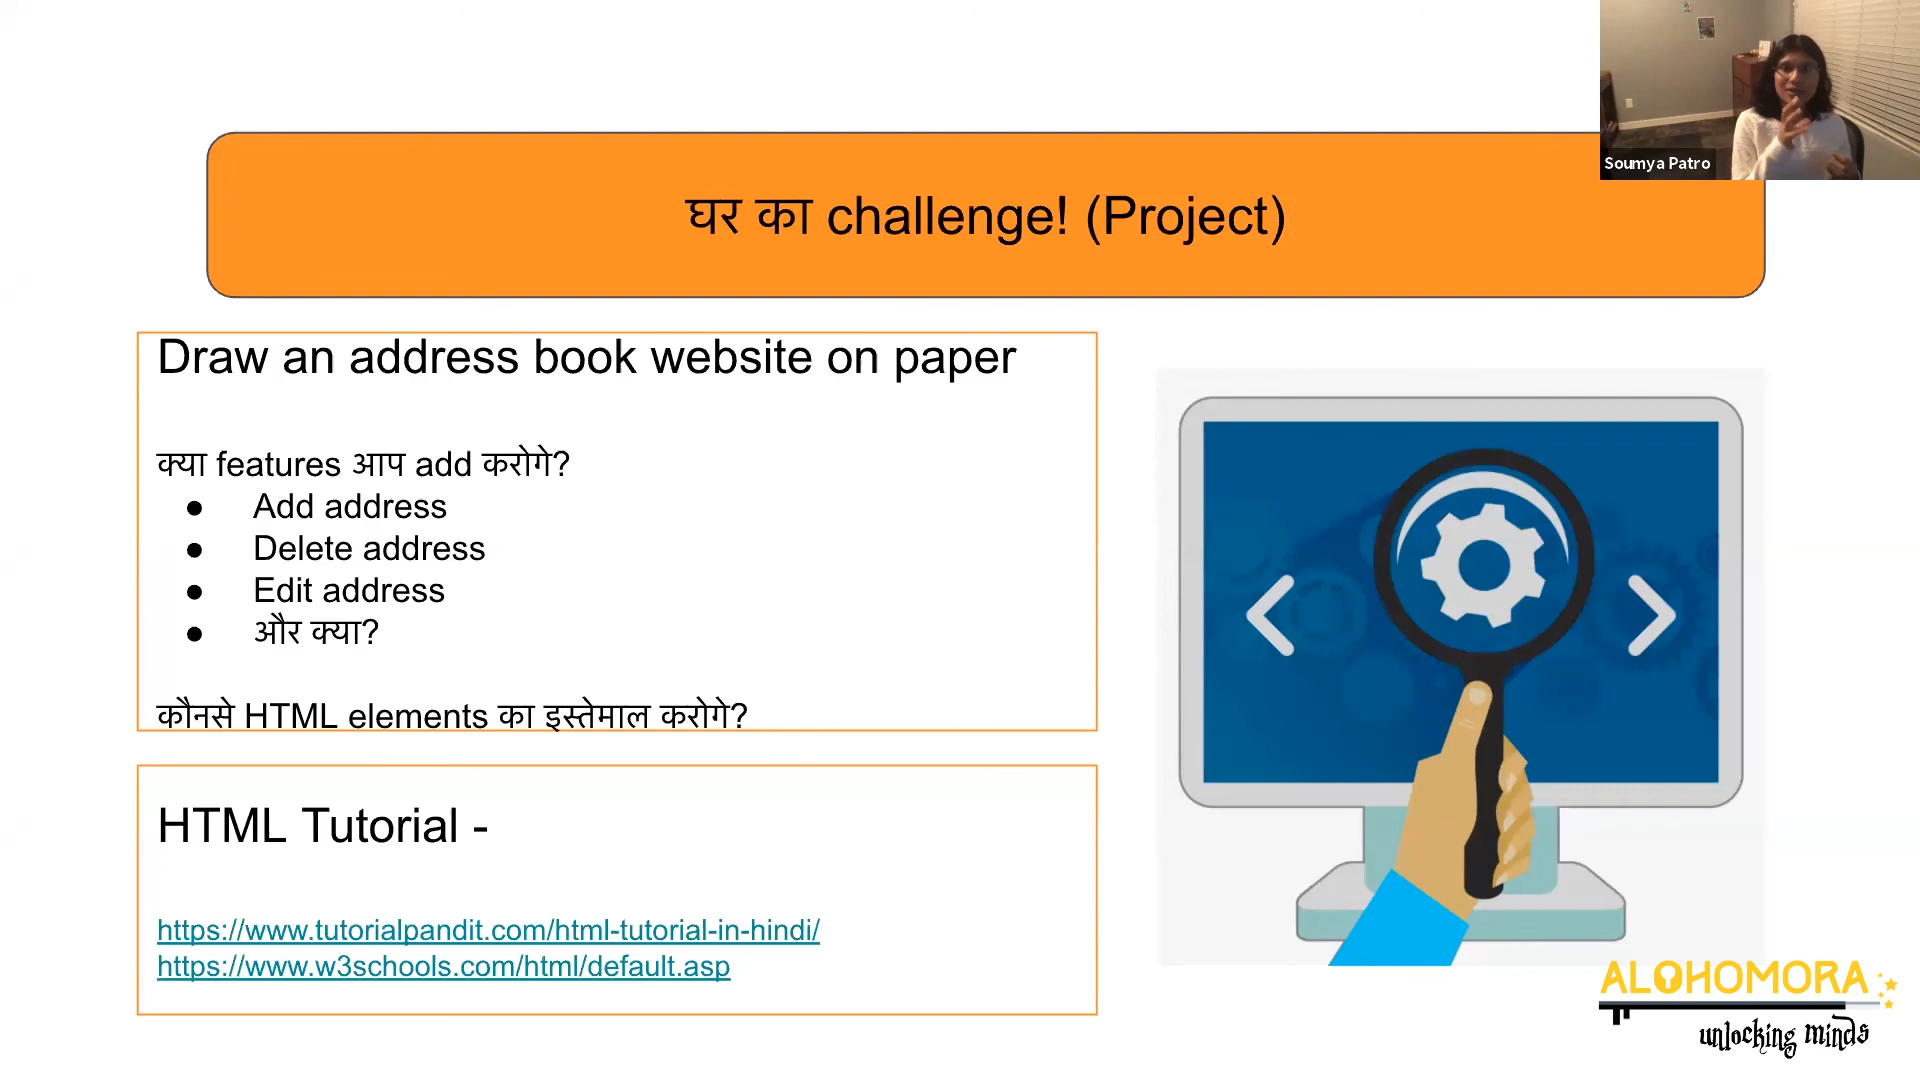 Soumya Patro
घर का challenge! (Project)
Draw an address book website on paper
क्या features आप add करोगे?
● Add address
● Delete address
● Edit address
● और क्या?
कौनसे HTML elements का इस्तेमाल करोगे?
HTML Tutorial -
https://www.tutorialpandit.com/html-tutorial-in-hindi/
https://www.w3schools.com/html/default.asp
ALOHOMORA
unlocking minds